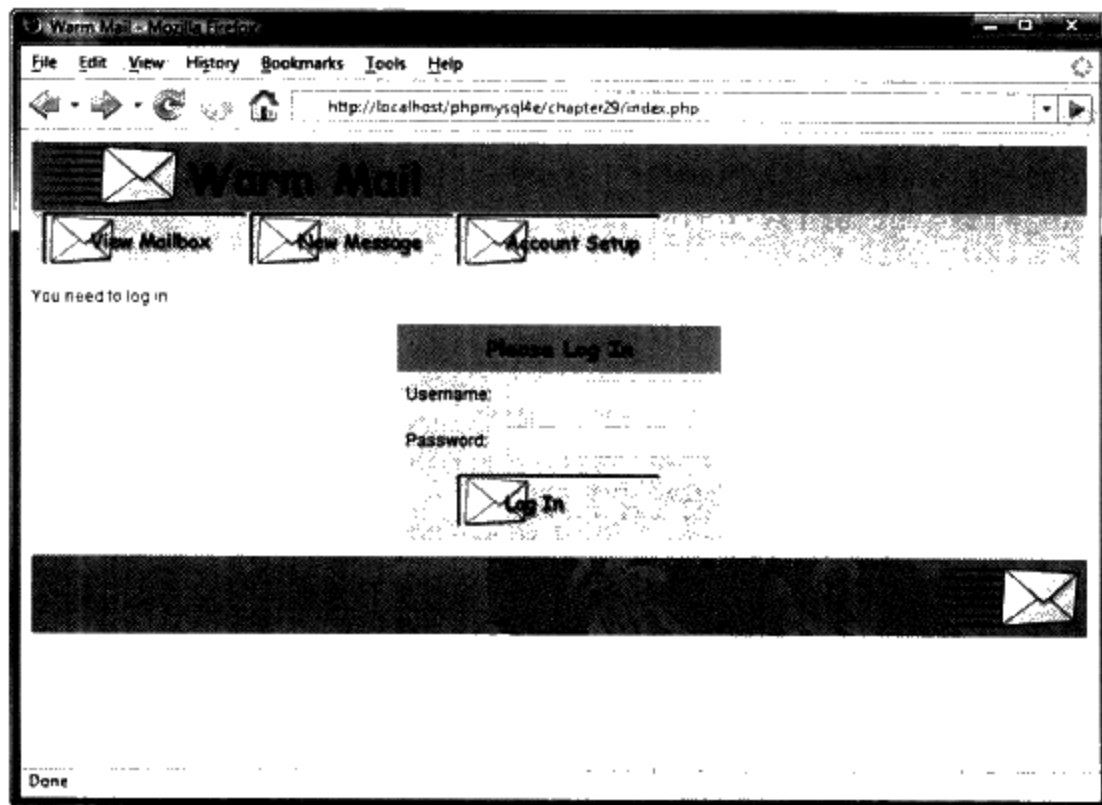 Warm Mail - Mozilla Firefox
File Edit View History Bookmarks Tools Help
http://localhost/phpmysql4e/chapter29/index.php
Warm Mail
View Mailbox New Message Account Setup
You need to log in
Please Log In
Username:
Password:
Log In
Done